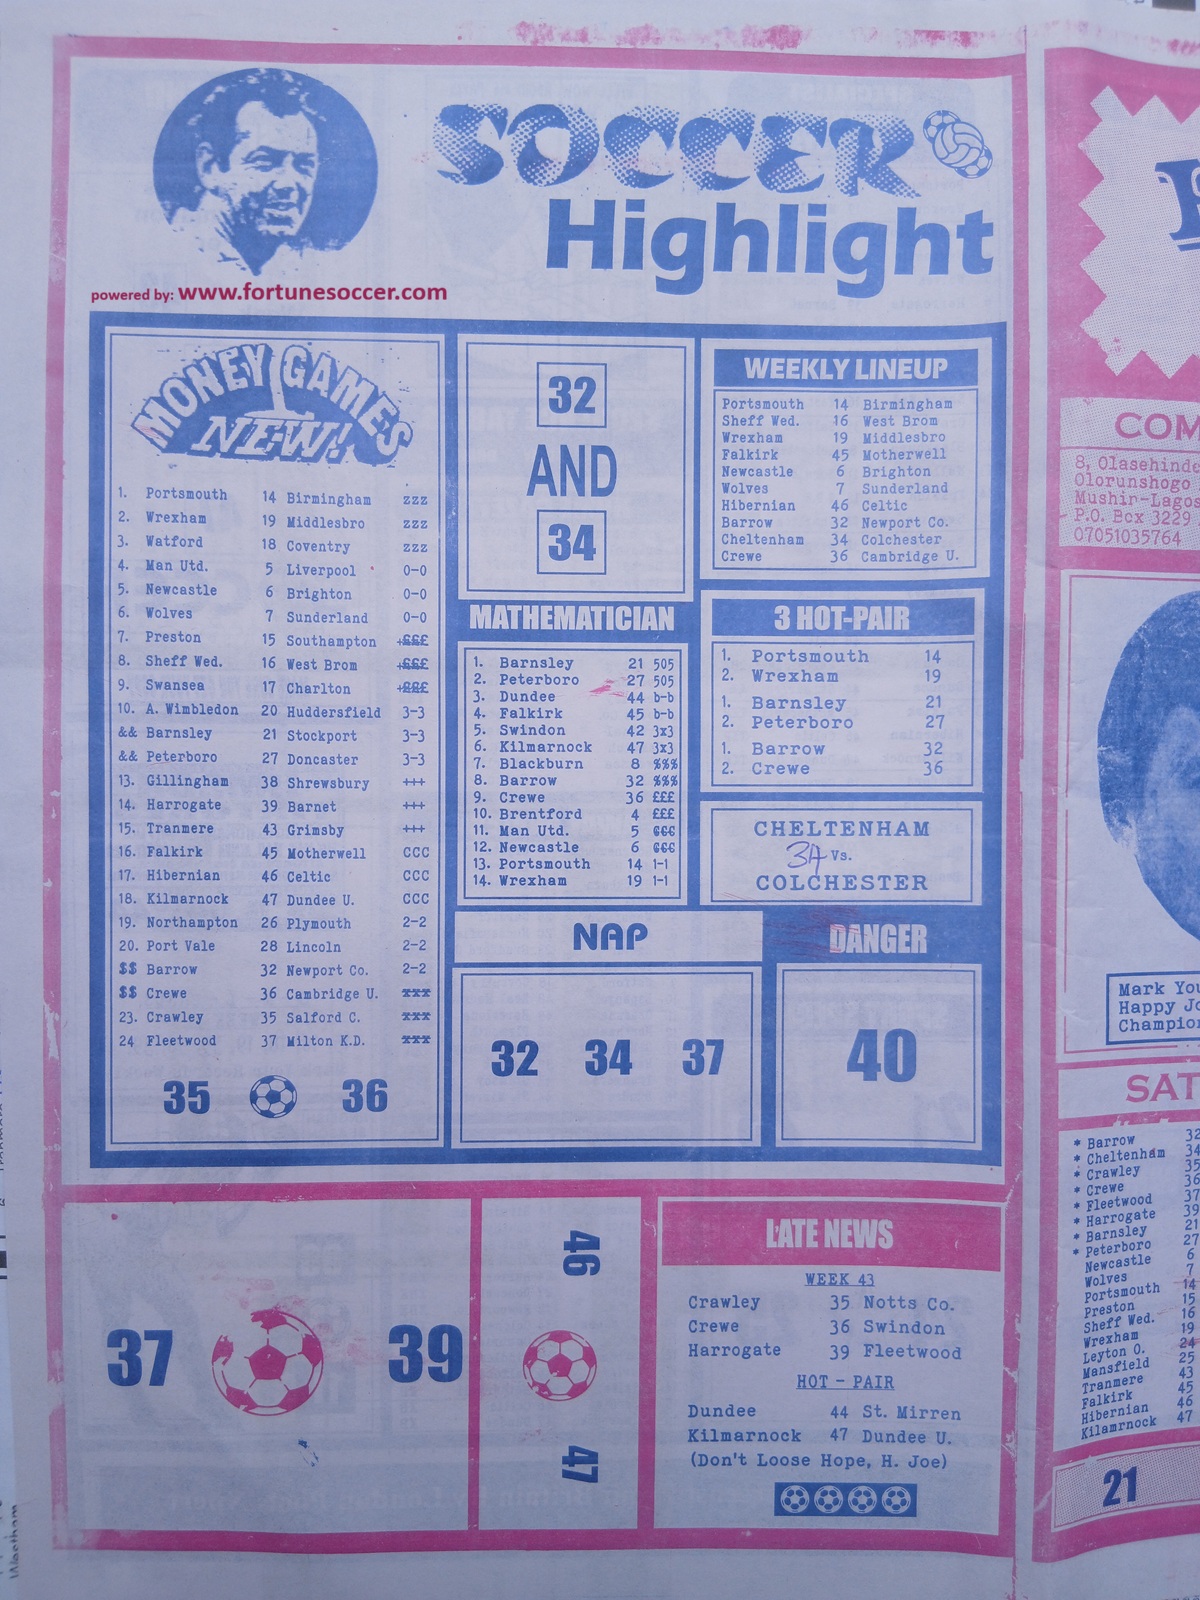 SOCCER
Highlight
powered by: www.fortunesoccer.com
MONEY GAMES
NEW!
1. Portsmouth 14 Birmingham zzz
2. Wrexham 19 Middlesbro zzz
3. Watford 18 Coventry zzz
4. Man Utd. 5 Liverpool 0-0
5. Newcastle 6 Brighton 0-0
6. Wolves 7 Sunderland 0-0
7. Preston 15 Southampton +£££
8. Sheff Wed. 16 West Brom +£££
9. Swansea 17 Charlton +£££
10. A. Wimbledon 20 Huddersfield 3-3
&& Barnsley 21 Stockport 3-3
&& Peterboro 27 Doncaster 3-3
13. Gillingham 38 Shrewsbury +++
14. Harrogate 39 Barnet +++
15. Tranmere 43 Grimsby +++
16. Falkirk 45 Motherwell CCC
17. Hibernian 46 Celtic CCC
18. Kilmarnock 47 Dundee U. CCC
19. Northampton 26 Plymouth 2-2
20. Port Vale 28 Lincoln 2-2
$$ Barrow 32 Newport Co. 2-2
$$ Crewe 36 Cambridge U. xxx
23. Crawley 35 Salford C. xxx
24 Fleetwood 37 Milton K.D. xxx
35 36
32
AND
34
MATHEMATICIAN
1. Barnsley 21 505
2. Peterboro 27 505
3. Dundee 44 b-b
4. Falkirk 45 b-b
5. Swindon 42 3x3
6. Kilmarnock 47 3x3
7. Blackburn 8 %%%
8. Barrow 32 %%%
9. Crewe 36 £££
10. Brentford 4 £££
11. Man Utd. 5 GGG
12. Newcastle 6 GGG
13. Portsmouth 14 1-1
14. Wrexham 19 1-1
WEEKLY LINEUP
Portsmouth 14 Birmingham
Sheff Wed. 16 West Brom
Wrexham 19 Middlesbro
Falkirk 45 Motherwell
Newcastle 6 Brighton
Wolves 7 Sunderland
Hibernian 46 Celtic
Barrow 32 Newport Co.
Cheltenham 34 Colchester
Crewe 36 Cambridge U.
3 HOT-PAIR
1. Portsmouth 14
2. Wrexham 19
1. Barnsley 21
2. Peterboro 27
1. Barrow 32
2. Crewe 36
CHELTENHAM
34 Vs.
COLCHESTER
NAP
32 34 37
DANGER
40
37 39
46
47
LATE NEWS
WEEK 43
Crawley 35 Notts Co.
Crewe 36 Swindon
Harrogate 39 Fleetwood
HOT - PAIR
Dundee 44 St. Mirren
Kilmarnock 47 Dundee U.
(Don't Loose Hope, H. Joe)
COM
8, Olasehinde
Olorunshogo
Mushir-Lagos
P.O. Box 3229
07051035764
Mark You
Happy Jo
Champion
SAT
* Barrow 32
* Cheltenham 34
* Crawley 35
* Crewe 36
* Fleetwood 37
* Harrogate 39
* Barnsley 21
* Peterboro 27
Newcastle 6
Wolves 7
Portsmouth 14
Preston 15
Sheff Wed. 16
Wrexham 19
Leyton O. 24
Mansfield 25
Tranmere 43
Falkirk 45
Hibernian 46
Kilamrnock 47
21